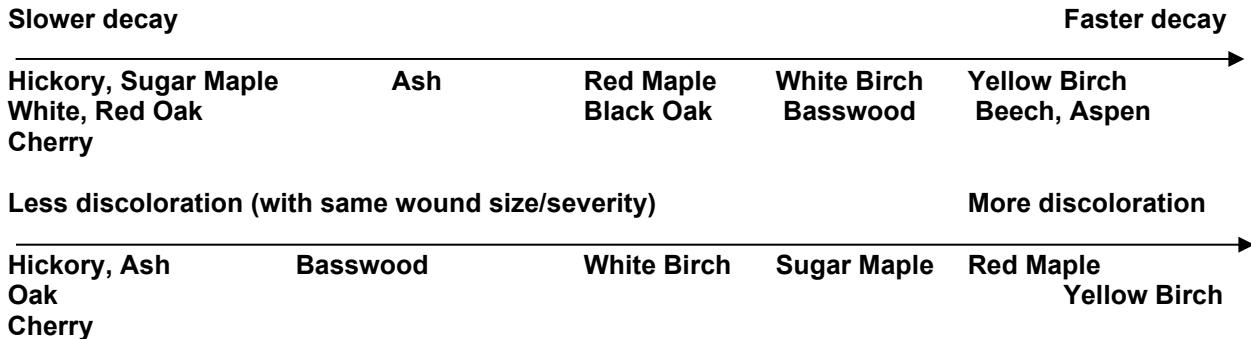 Slower decay Faster decay
Hickory, Sugar Maple Ash Red Maple White Birch Yellow Birch
White, Red Oak Black Oak Basswood Beech, Aspen
Cherry
Less discoloration (with same wound size/severity) More discoloration
Hickory, Ash Basswood White Birch Sugar Maple Red Maple
Oak Yellow Birch
Cherry